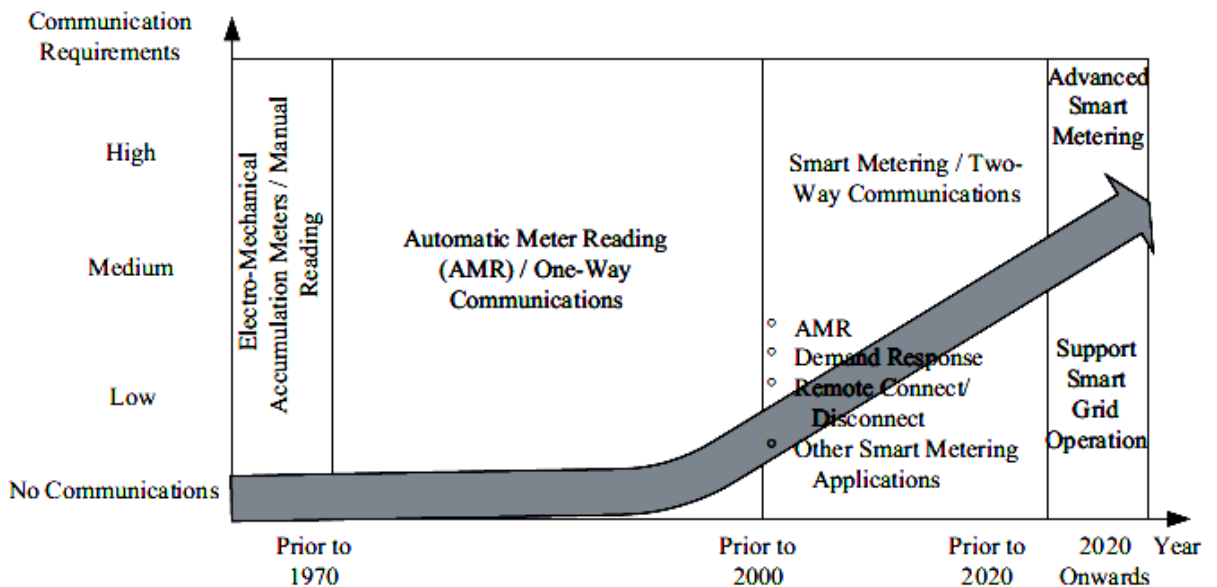 Communication
Requirements
High
Medium
Low
No Communications
Electro-Mechanical
Accumulation Meters / Manual
Reading
Automatic Meter Reading
(AMR) / One-Way
Communications
Smart Metering / Two-
Way Communications
AMR
Demand Response
Remote Connect/
Disconnect
Other Smart Metering
Applications
Advanced
Smart
Metering
Support
Smart
Grid
Operation
Prior to
1970
Prior to
2000
Prior to
2020
2020
Onwards
Year